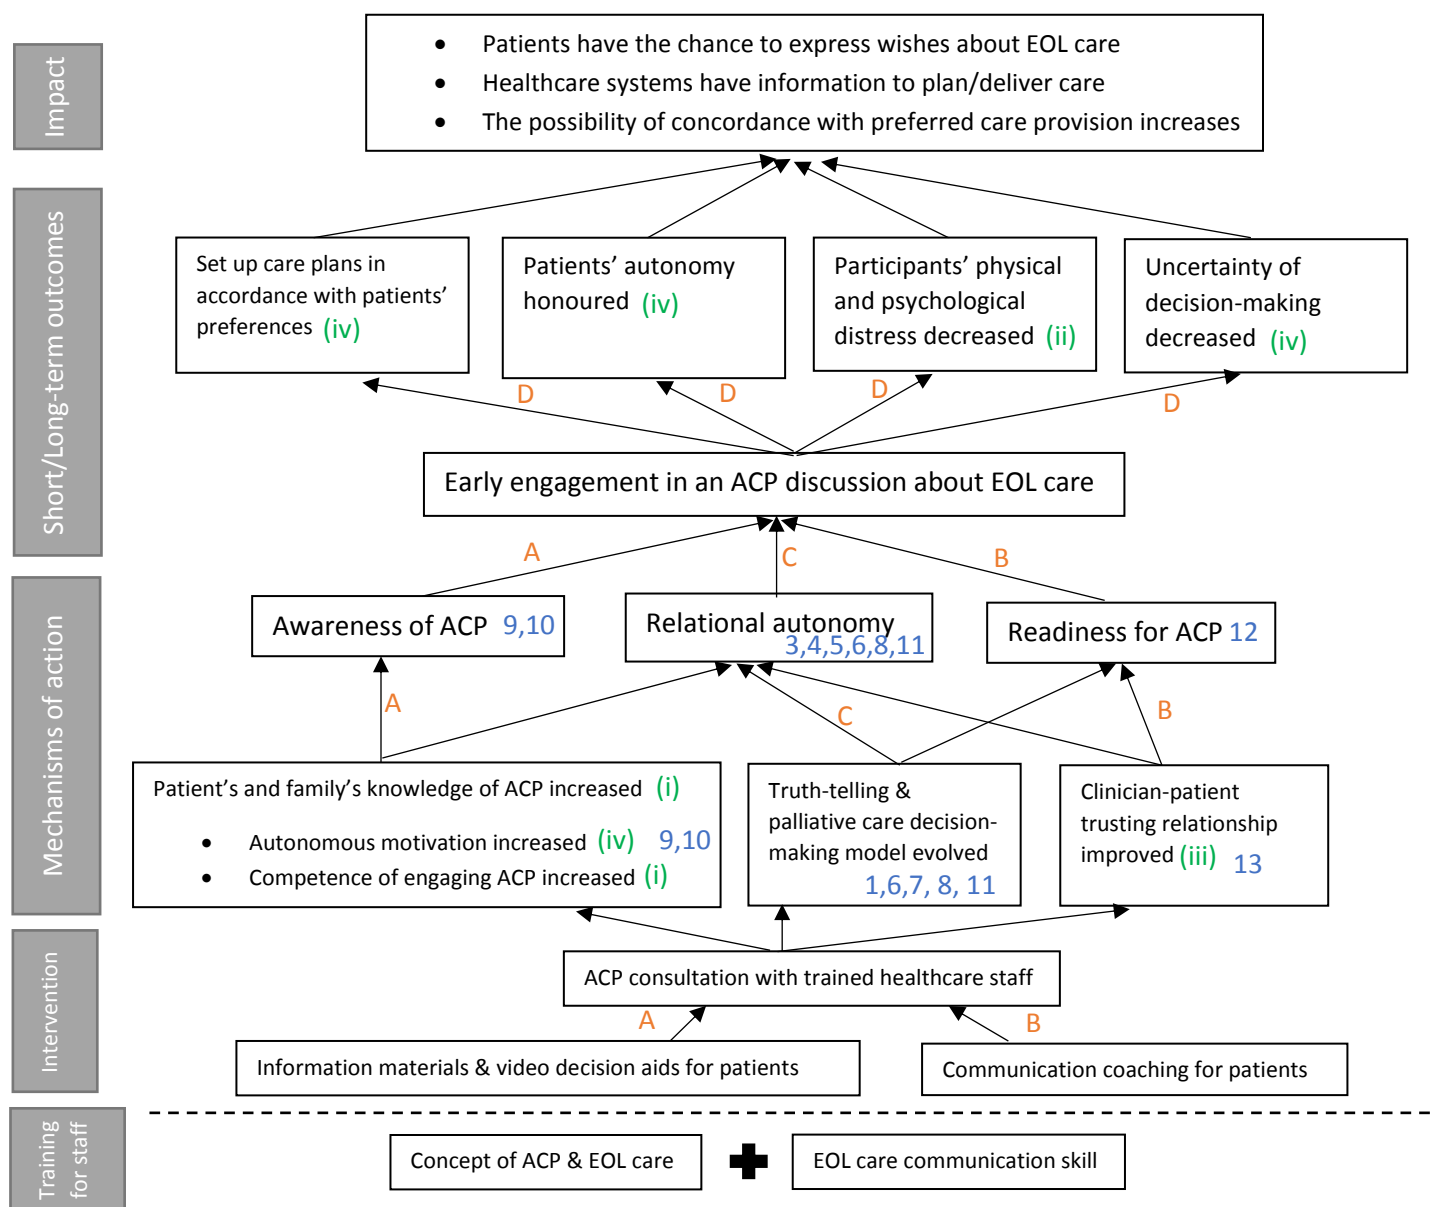 Impact
• Patients have the chance to express wishes about EOL care
• Healthcare systems have information to plan/deliver care
• The possibility of concordance with preferred care provision increases
Short/Long-term outcomes
Set up care plans in
accordance with patients’
preferences (iv)
Patients’ autonomy
honoured (iv)
Participants’ physical
and psychological
distress decreased (ii)
Uncertainty of
decision-making
decreased (iv)
D
D
D
D
Early engagement in an ACP discussion about EOL care
A
C
B
Mechanisms of action
Awareness of ACP 9,10
Relational autonomy
3,4,5,6,8,11
Readiness for ACP 12
A
C
B
Patient’s and family’s knowledge of ACP increased (i)
• Autonomous motivation increased (iv) 9,10
• Competence of engaging ACP increased (i)
Truth-telling &
palliative care decision-
making model evolved
1,6,7, 8, 11
Clinician-patient
trusting relationship
improved (iii) 13
Intervention
ACP consultation with trained healthcare staff
A
B
Information materials & video decision aids for patients
Communication coaching for patients
Training
for staff
Concept of ACP & EOL care
EOL care communication skill